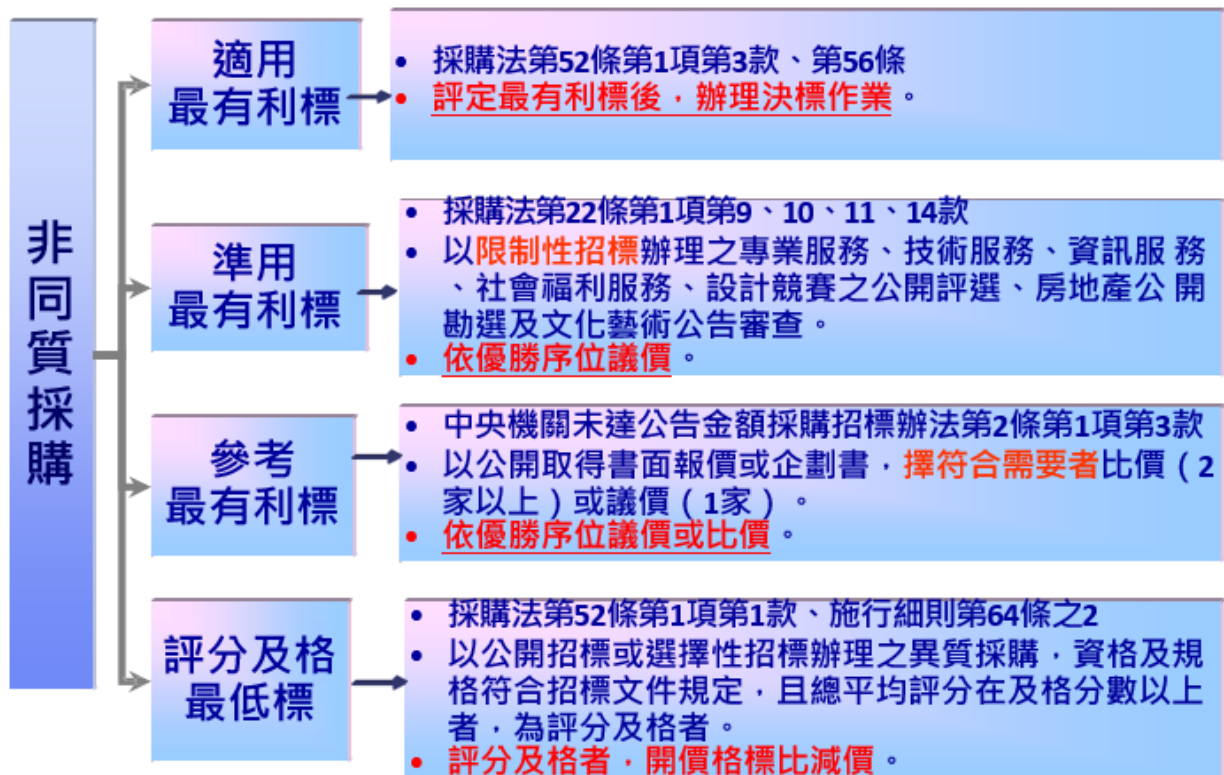 非同質採購
適用
最有利標
• 採購法第52條第1項第3款、第56條
• 評定最有利標後，辦理決標作業。
準用
最有利標
• 採購法第22條第1項第9、10、11、14款
• 以限制性招標辦理之專業服務、技術服務、資訊服 務
、社會福利服務、設計競賽之公開評選、房地產公 開
勘選及文化藝術公告審查。
• 依優勝序位議價。
參考
最有利標
• 中央機關未達公告金額採購招標辦法第2條第1項第3款
• 以公開取得書面報價或企劃書，擇符合需要者比價（2
家以上）或議價（1家）。
• 依優勝序位議價或比價。
評分及格
最低標
• 採購法第52條第1項第1款、施行細則第64條之2
• 以公開招標或選擇性招標辦理之異質採購，資格及規
格符合招標文件規定，且總平均評分在及格分數以上
者，為評分及格者。
• 評分及格者，開價格標比減價。